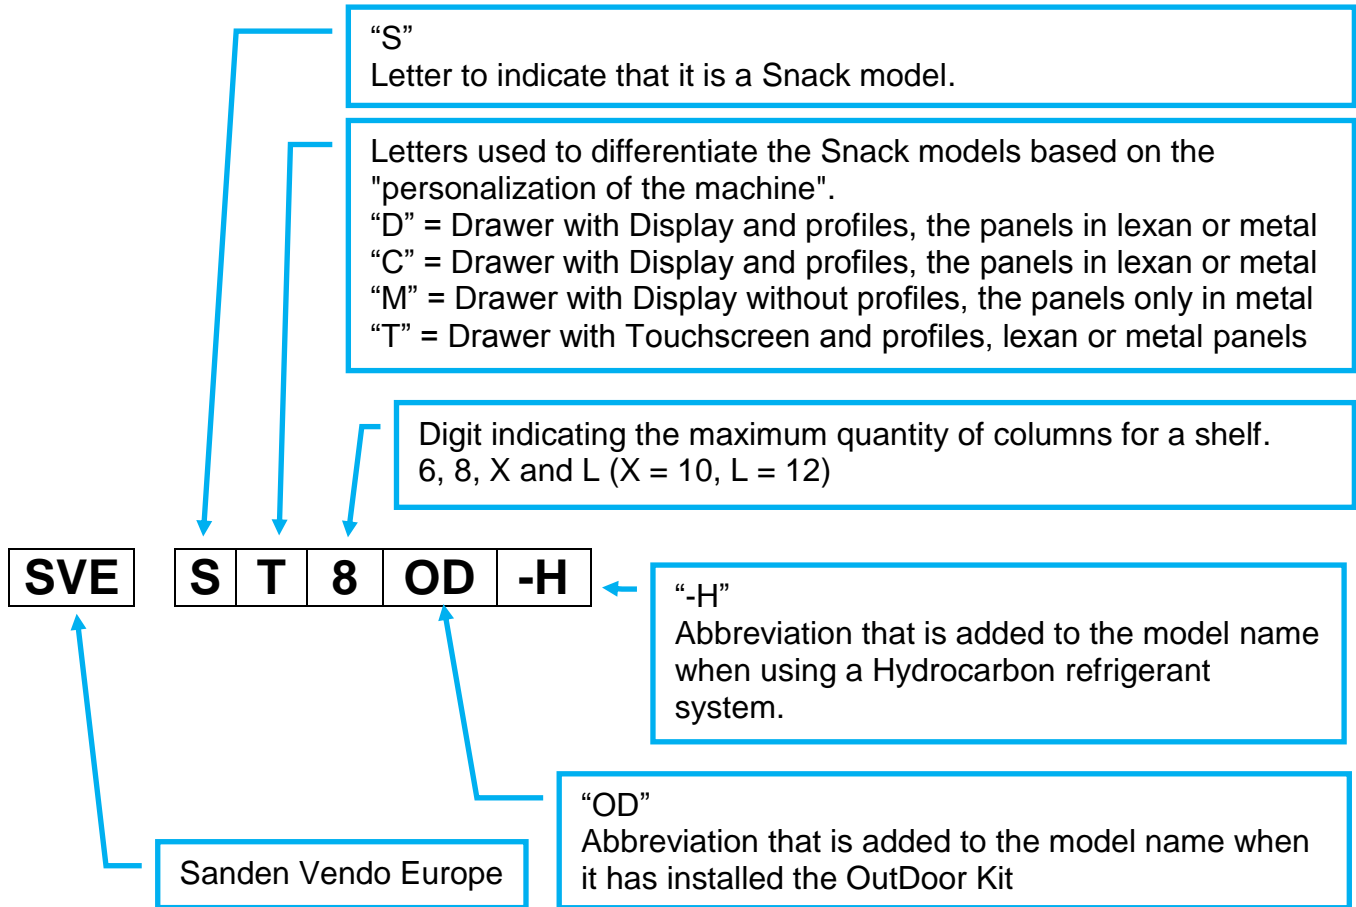 “S”
Letter to indicate that it is a Snack model.
Letters used to differentiate the Snack models based on the
"personalization of the machine".
“D” = Drawer with Display and profiles, the panels in lexan or metal
“C” = Drawer with Display and profiles, the panels in lexan or metal
“M” = Drawer with Display without profiles, the panels only in metal
“T” = Drawer with Touchscreen and profiles, lexan or metal panels
Digit indicating the maximum quantity of columns for a shelf.
6, 8, X and L (X = 10, L = 12)
SVE S T 8 OD -H
“-H”
Abbreviation that is added to the model name
when using a Hydrocarbon refrigerant
system.
“OD”
Abbreviation that is added to the model name when
it has installed the OutDoor Kit
Sanden Vendo Europe